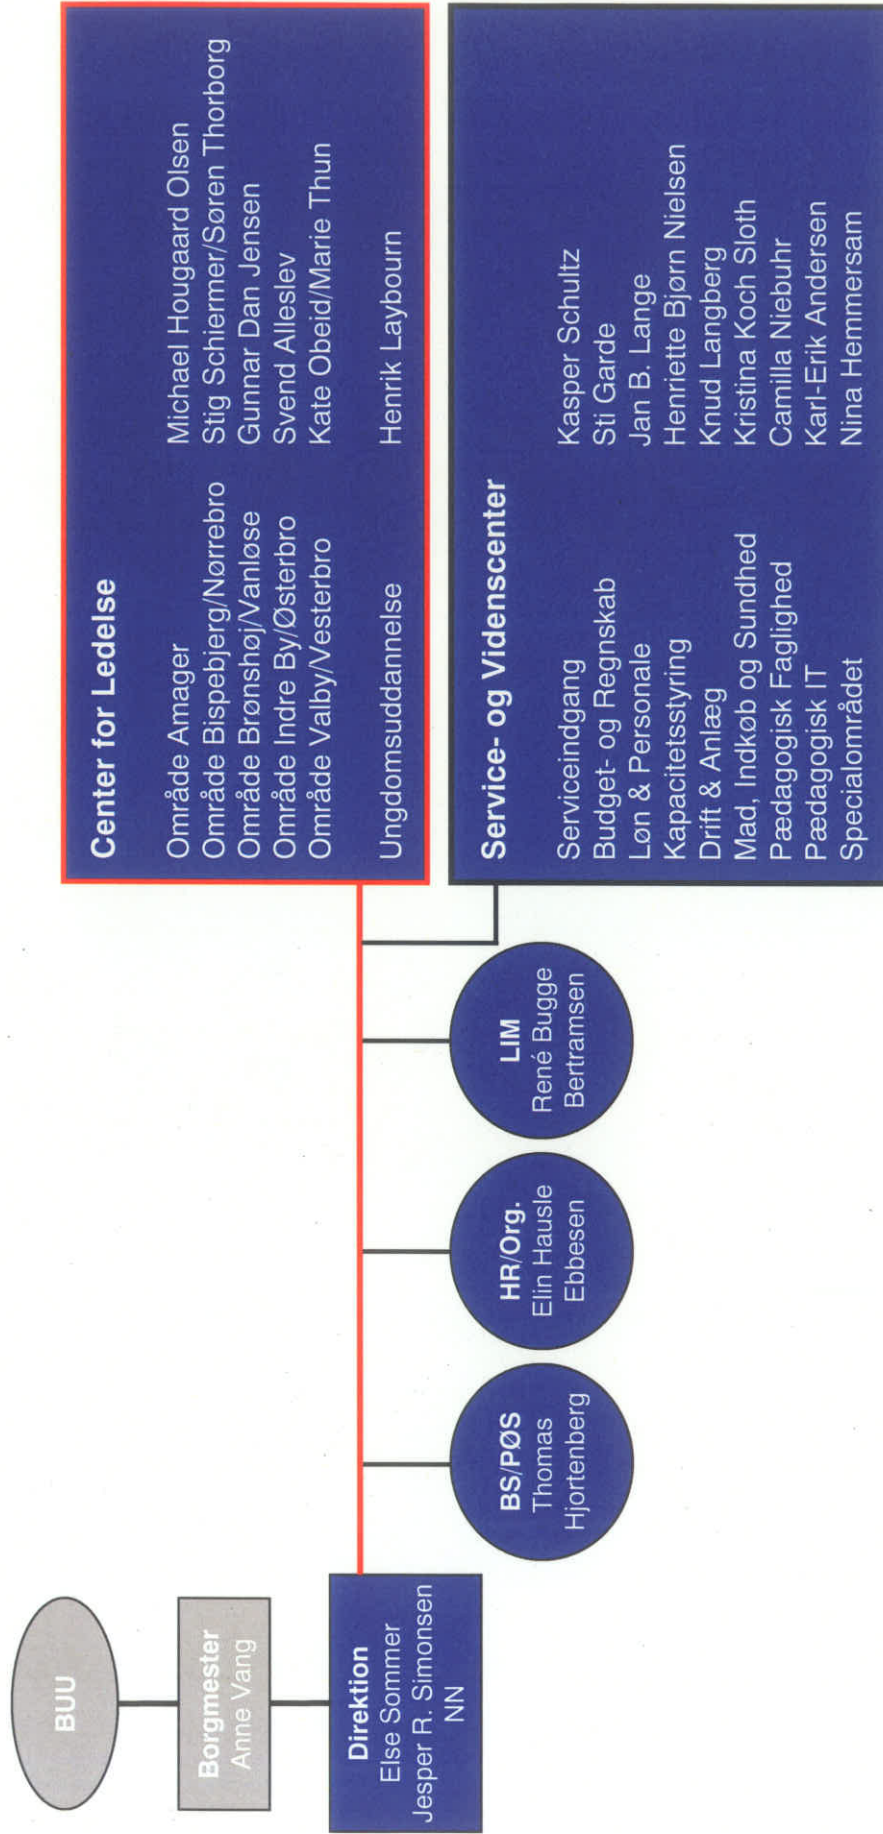 BUU
Borgmester
Anne Vang
Direktion
Else Sommer
Jesper R. Simonsen
NN
BS/PØS
Thomas
Hjortenberg
HR/Org.
Elin Hausle
Ebbesen
LIM
René Bugge
Bertramsen
Center for Ledelse
Område Amager Michael Hougaard Olsen
Område Bispebjerg/Nørrebro Stig Schiermer/Søren Thorborg
Område Brønshøj/Vanløse Gunnar Dan Jensen
Område Indre By/Østerbro Svend Alleslev
Område Valby/Vesterbro Kate Obeid/Marie Thun
Ungdomsuddannelse Henrik Laybourn
Service- og Videnscenter
Serviceindgang Kasper Schultz
Budget- og Regnskab Sti Garde
Løn & Personale Jan B. Lange
Kapacitetsstyring Henriette Bjørn Nielsen
Drift & Anlæg Knud Langberg
Mad, Indkøb og Sundhed Kristina Koch Sloth
Pædagogisk Faglighed Camilla Niebuhr
Pædagogisk IT Karl-Erik Andersen
Specialområdet Nina Hemmersam